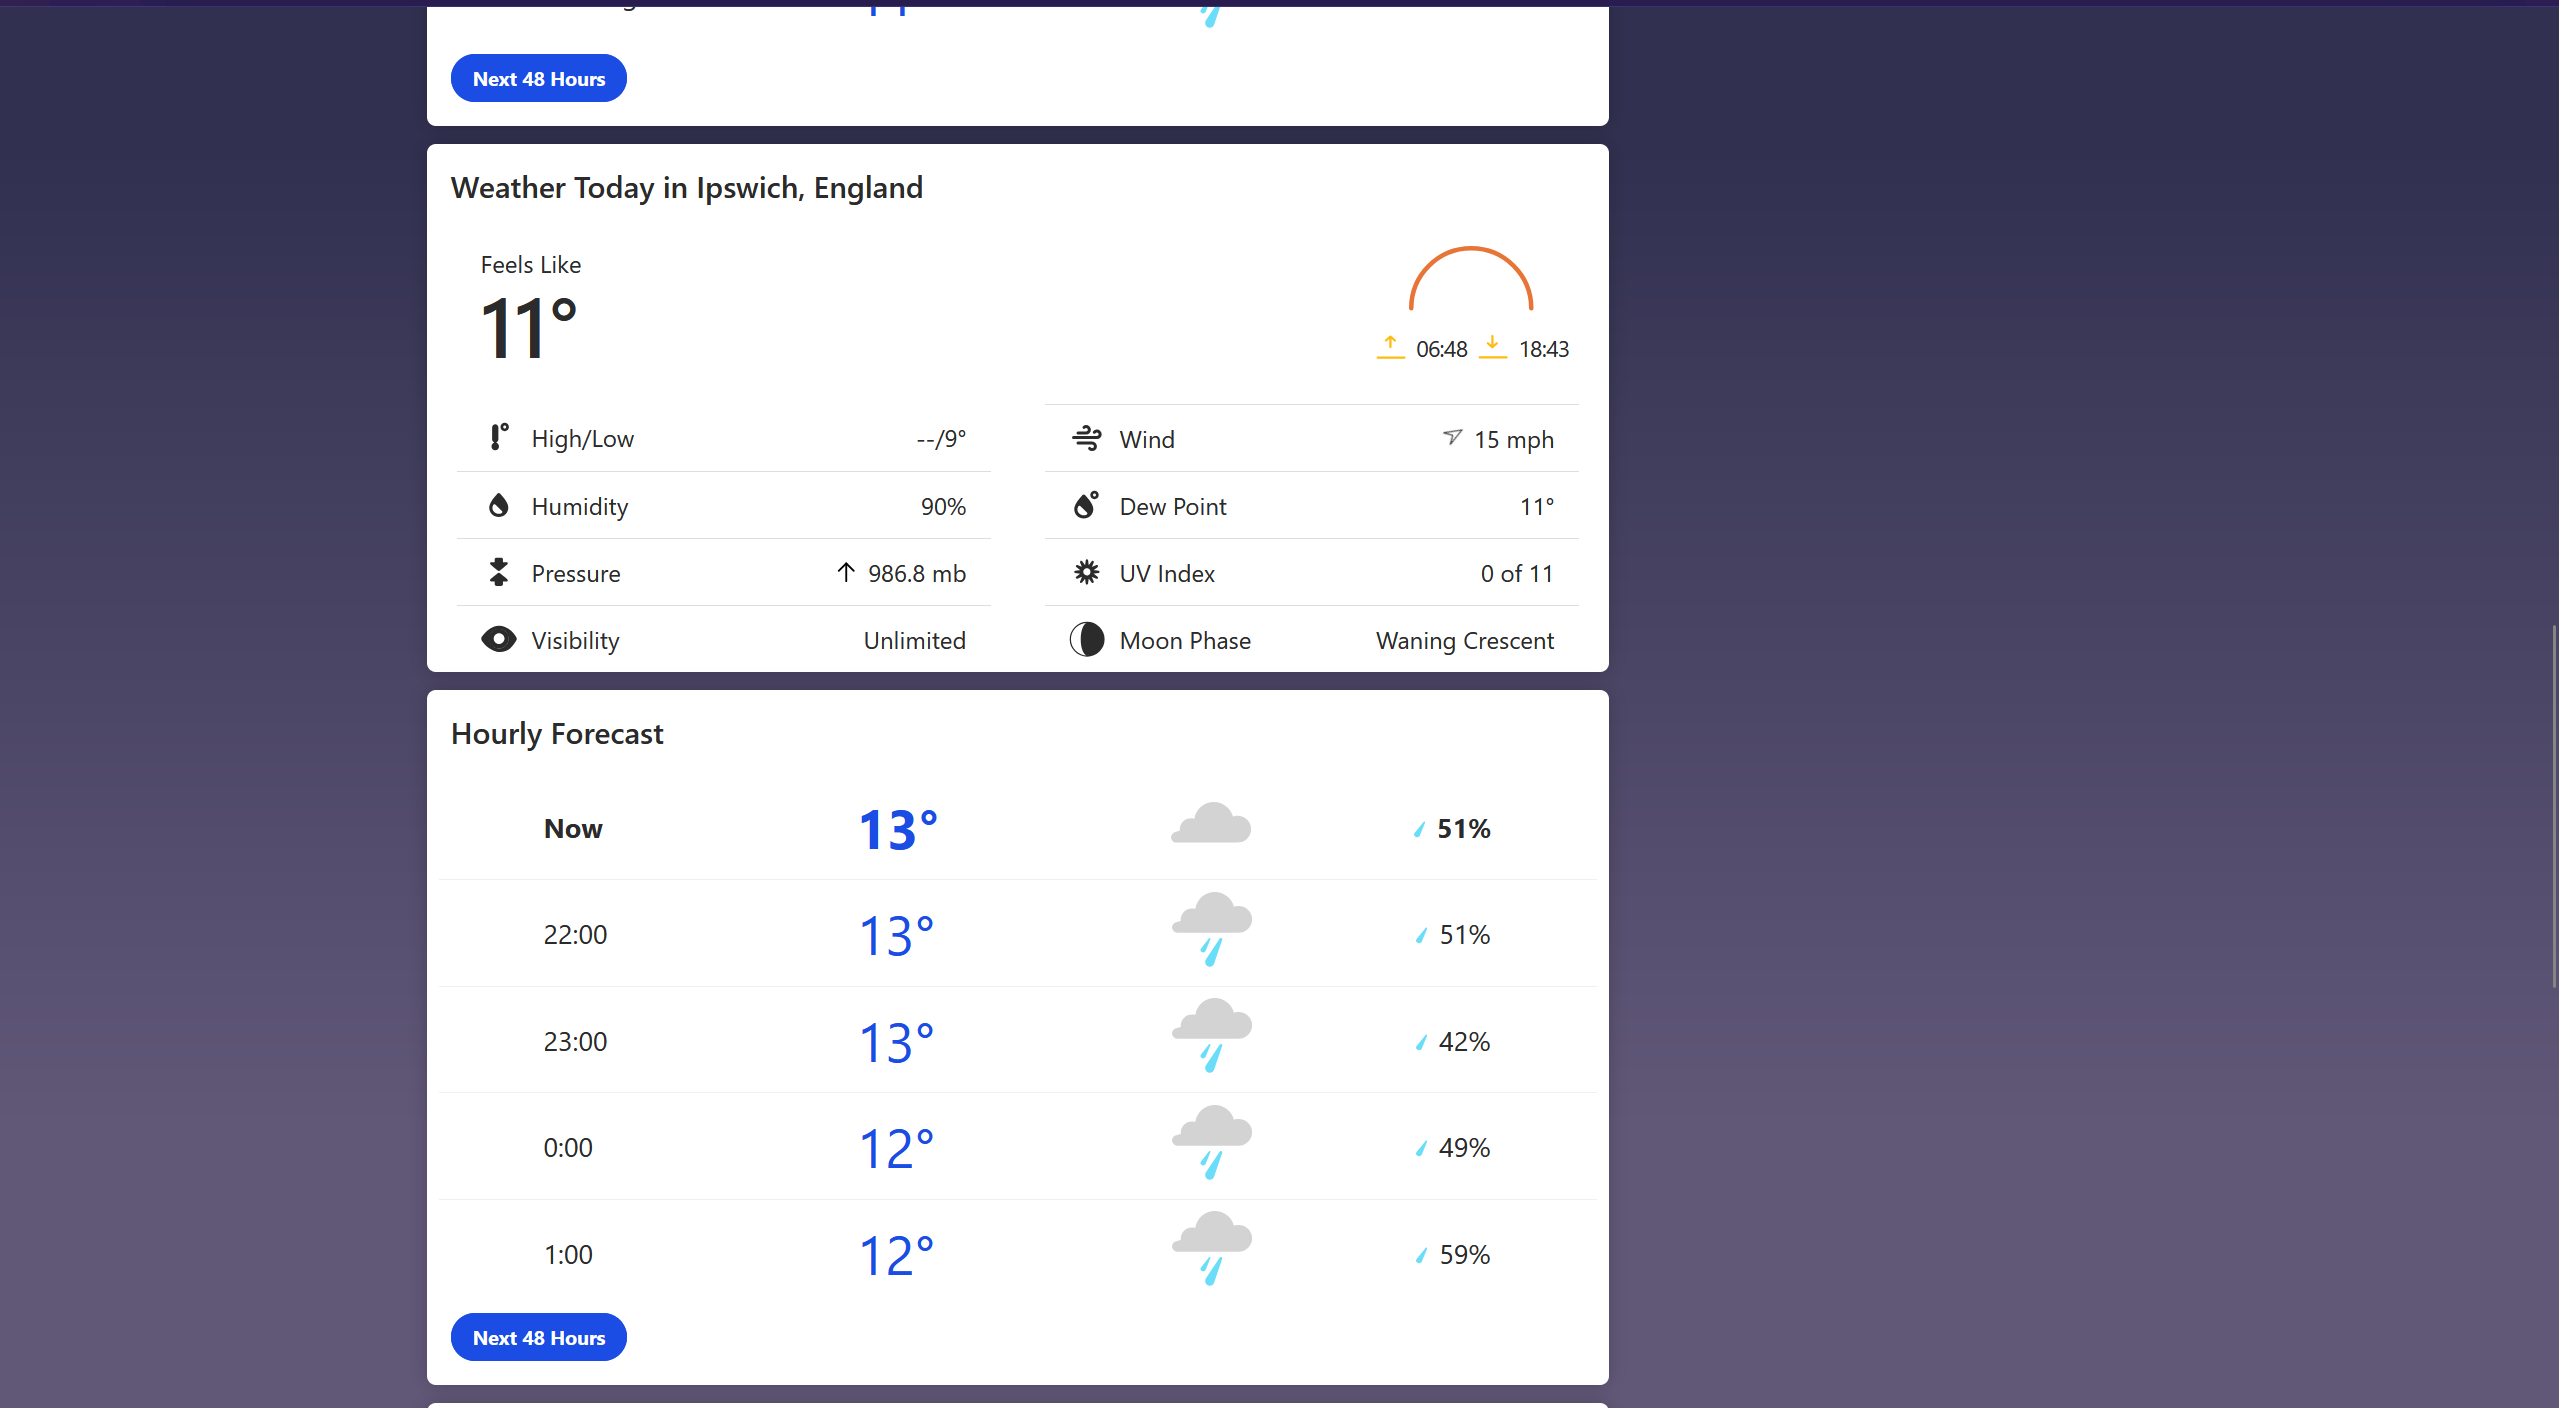 Next 48 Hours
Weather Today in Ipswich, England
Feels Like
11°
06:48 18:43
High/Low --/9°
Wind 15 mph
Humidity 90%
Dew Point 11°
Pressure 986.8 mb
UV Index 0 of 11
Visibility Unlimited
Moon Phase Waning Crescent
Hourly Forecast
Now 13° 51%
22:00 13° 51%
23:00 13° 42%
0:00 12° 49%
1:00 12° 59%
Next 48 Hours